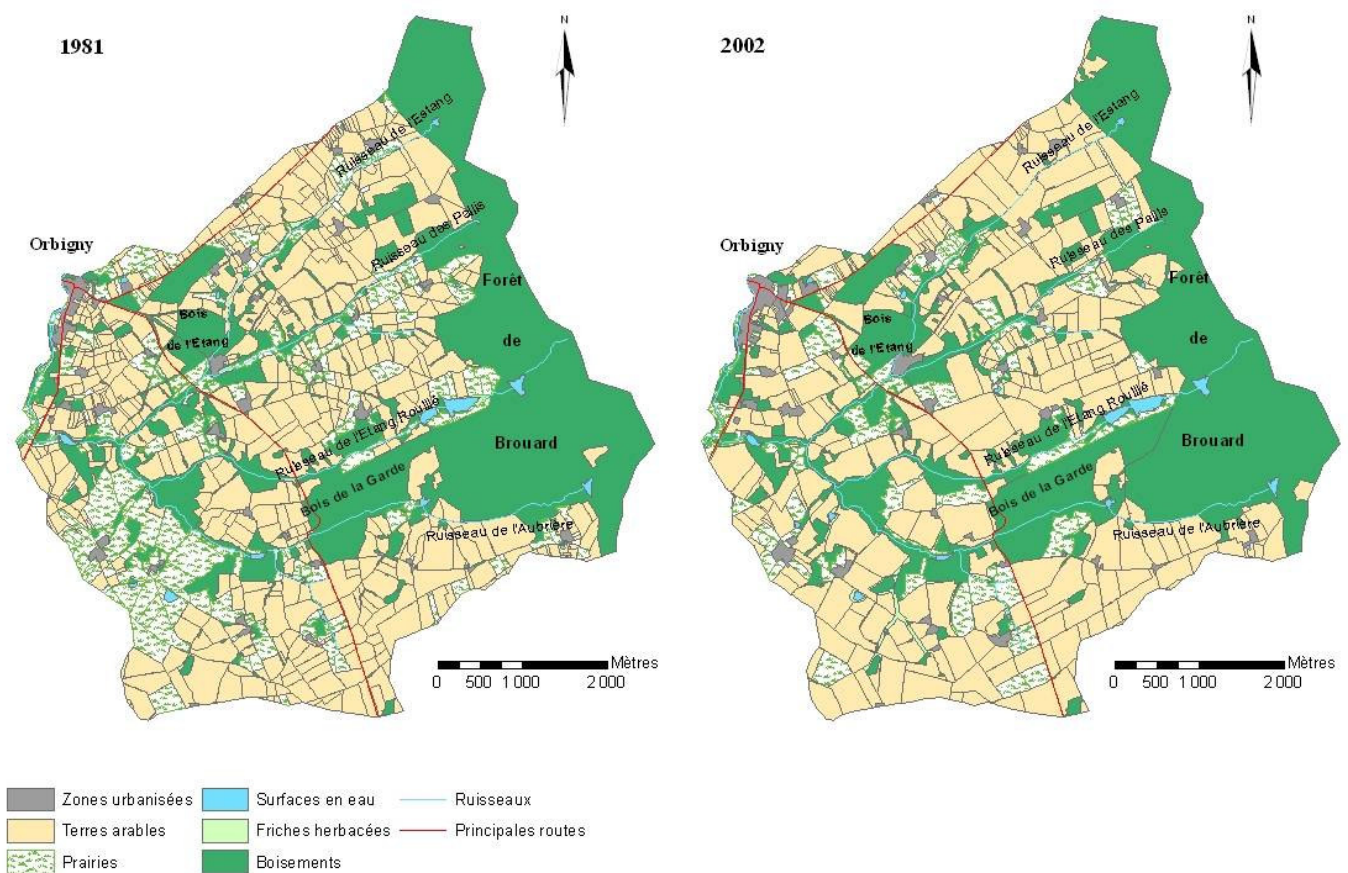 1981
N
Ruisseau de l'Estang
Orbigny
Ruisseau des Pallis
Forêt
Bois
de l'Etang
de
Ruisseau de l'Etang Roullié
Brouard
Bois de la Garde
Ruisseau de l'Aubrière
Mètres
0 500 1 000 2 000
2002
N
Ruisseau de l'Estang
Orbigny
Ruisseau des Pallis
Forêt
Bois
de l'Etang
de
Ruisseau de l'Etang Roullié
Brouard
Bois de la Garde
Ruisseau de l'Aubrière
Mètres
0 500 1 000 2 000
Zones urbanisées Surfaces en eau Ruisseaux
Terres arables Friches herbacées Principales routes
Prairies Boisements